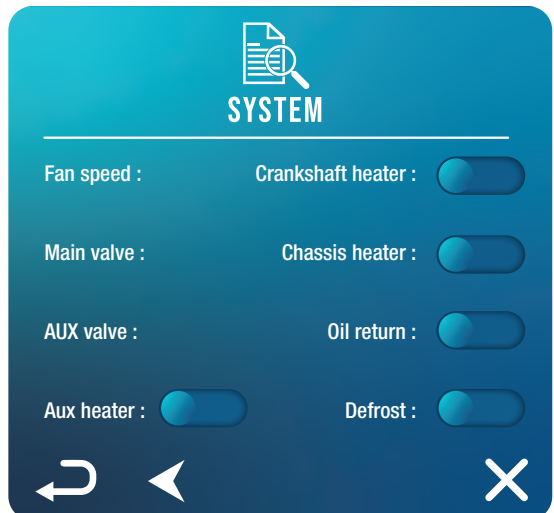 SYSTEM
Fan speed : Crankshaft heater :
Main valve : Chassis heater :
AUX valve : Oil return :
Aux heater : Defrost :